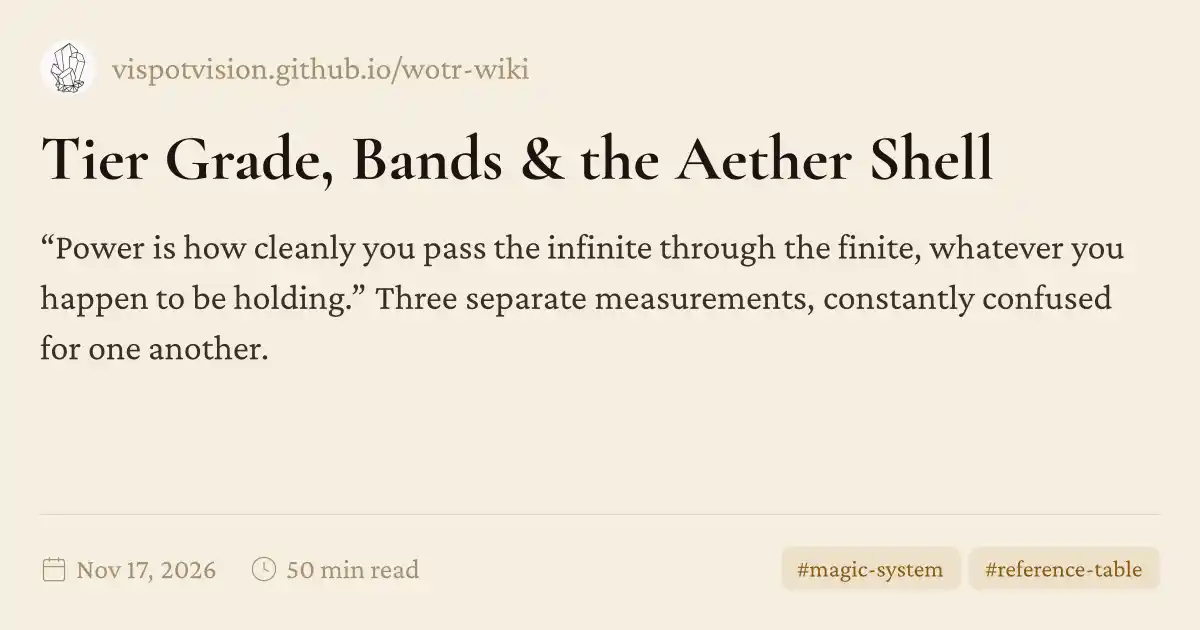 vispotvision.github.io/wotr-wiki
Tier Grade, Bands & the Aether Shell
“Power is how cleanly you pass the infinite through the finite, whatever you
happen to be holding.” Three separate measurements, constantly confused
for one another.
Nov 17, 2026
50 min read
#magic-system
#reference-table